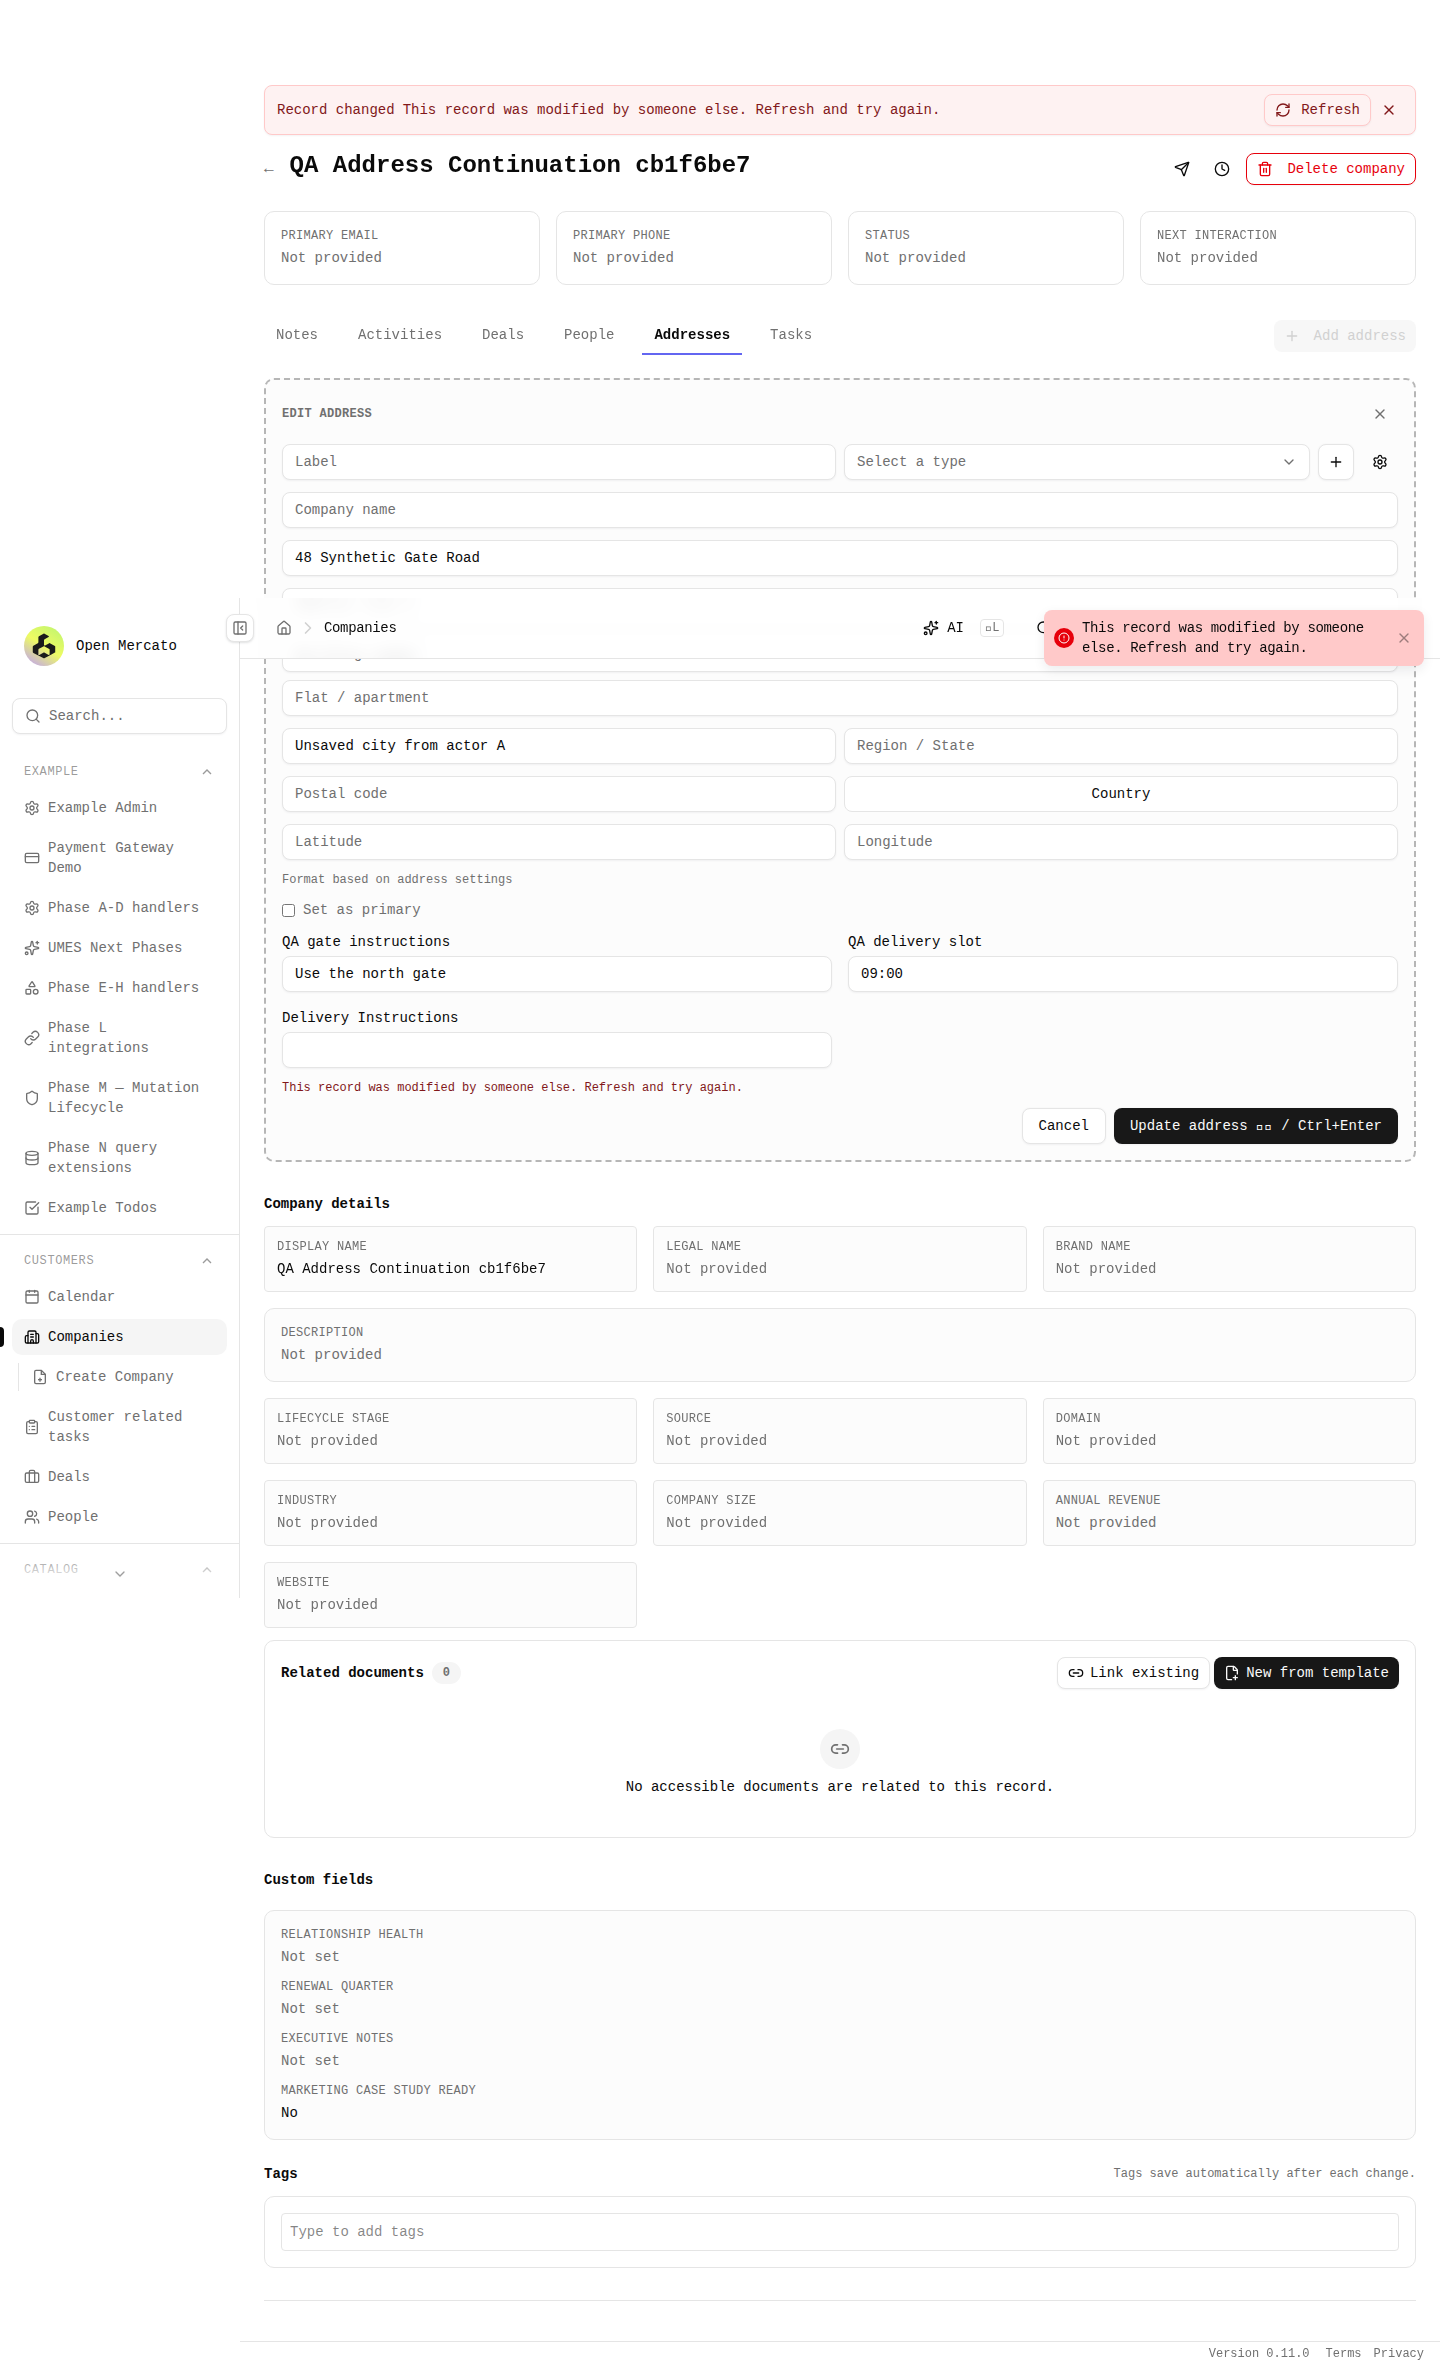 Record changed This record was modified by someone else. Refresh and try again.
Refresh
← QA Address Continuation cb1f6be7
Delete company
PRIMARY EMAIL
Not provided
PRIMARY PHONE
Not provided
STATUS
Not provided
NEXT INTERACTION
Not provided
Notes
Activities
Deals
People
Addresses
Tasks
Add address
EDIT ADDRESS
Label
Select a type
Company name
48 Synthetic Gate Road
Open Mercato
Companies
AI
L
This record was modified by someone
else. Refresh and try again.
Search...
EXAMPLE
Example Admin
Payment Gateway
Demo
Phase A-D handlers
UMES Next Phases
Phase E-H handlers
Phase L
integrations
Phase M — Mutation
Lifecycle
Phase N query
extensions
Example Todos
CUSTOMERS
Calendar
Companies
Create Company
Customer related
tasks
Deals
People
CATALOG
Flat / apartment
Unsaved city from actor A
Region / State
Postal code
Country
Latitude
Longitude
Format based on address settings
Set as primary
QA gate instructions
QA delivery slot
Use the north gate
09:00
Delivery Instructions
This record was modified by someone else. Refresh and try again.
Cancel
Update address ▫▫ / Ctrl+Enter
Company details
DISPLAY NAME
QA Address Continuation cb1f6be7
LEGAL NAME
Not provided
BRAND NAME
Not provided
DESCRIPTION
Not provided
LIFECYCLE STAGE
Not provided
SOURCE
Not provided
DOMAIN
Not provided
INDUSTRY
Not provided
COMPANY SIZE
Not provided
ANNUAL REVENUE
Not provided
WEBSITE
Not provided
Related documents 0
Link existing
New from template
No accessible documents are related to this record.
Custom fields
RELATIONSHIP HEALTH
Not set
RENEWAL QUARTER
Not set
EXECUTIVE NOTES
Not set
MARKETING CASE STUDY READY
No
Tags
Tags save automatically after each change.
Type to add tags
Version 0.11.0
Terms
Privacy